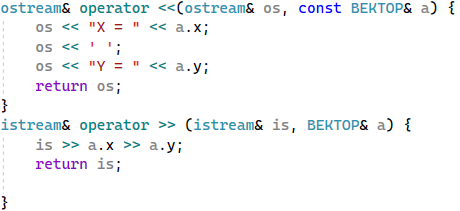 ostream& operator <<(ostream& os, const ВЕКТОР& a) {
    os << "X = " << a.x;
    os << ' ';
    os << "Y = " << a.y;
    return os;
}
istream& operator >> (istream& is, ВЕКТОР& a) {
    is >> a.x >> a.y;
    return is;

}